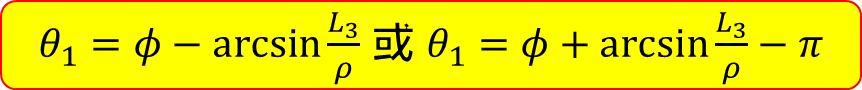 θ₁ = ϕ − arcsin L₃/ρ 或 θ₁ = ϕ + arcsin L₃/ρ − π